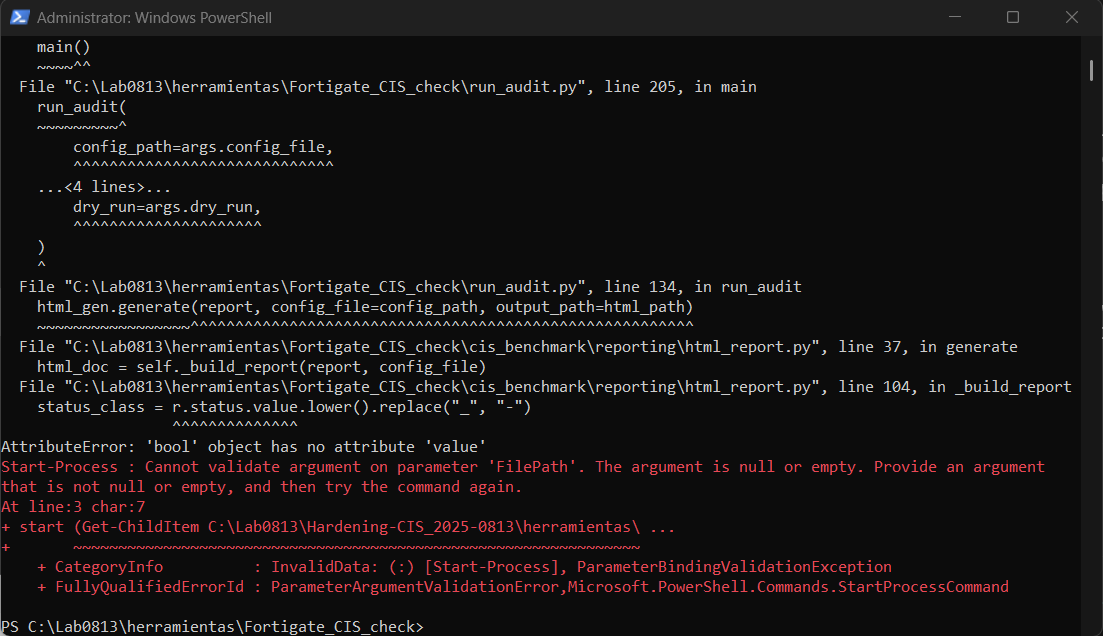 Administrator: Windows PowerShell
main()
~~~~^^
File "C:\Lab0813\herramientas\Fortigate_CIS_check\run_audit.py", line 205, in main
run_audit(
~~~~~~~~~^
config_path=args.config_file,
^^^^^^^^^^^^^^^^^^^^^^^^^^^^^
...<4 lines>...
dry_run=args.dry_run,
^^^^^^^^^^^^^^^^^^^^^
)
^
File "C:\Lab0813\herramientas\Fortigate_CIS_check\run_audit.py", line 134, in run_audit
html_gen.generate(report, config_file=config_path, output_path=html_path)
~~~~~~~~~~~~~~~~~^^^^^^^^^^^^^^^^^^^^^^^^^^^^^^^^^^^^^^^^^^^^^^^^^^^^^^^^
File "C:\Lab0813\herramientas\Fortigate_CIS_check\cis_benchmark\reporting\html_report.py", line 37, in generate
html_doc = self._build_report(report, config_file)
File "C:\Lab0813\herramientas\Fortigate_CIS_check\cis_benchmark\reporting\html_report.py", line 104, in _build_report
status_class = r.status.value.lower().replace("_", "-")
^^^^^^^^^^^^^^
AttributeError: 'bool' object has no attribute 'value'
Start-Process : Cannot validate argument on parameter 'FilePath'. The argument is null or empty. Provide an argument
that is not null or empty, and then try the command again.
At line:3 char:7
+ start (Get-ChildItem C:\Lab0813\Hardening-CIS_2025-0813\herramientas\ ...
+       ~~~~~~~~~~~~~~~~~~~~~~~~~~~~~~~~~~~~~~~~~~~~~~~~~~~~~~~~~~~~~~~
+ CategoryInfo          : InvalidData: (:) [Start-Process], ParameterBindingValidationException
+ FullyQualifiedErrorId : ParameterArgumentValidationError,Microsoft.PowerShell.Commands.StartProcessCommand
PS C:\Lab0813\herramientas\Fortigate_CIS_check>